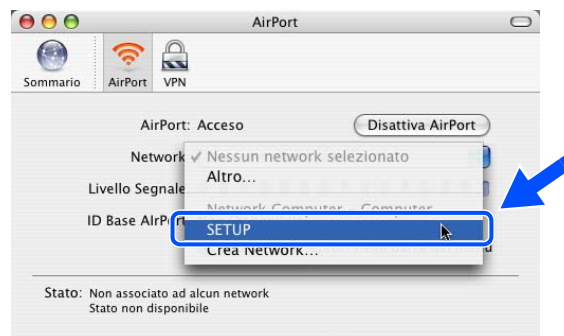 AirPort
Sommario AirPort VPN
AirPort: Acceso Disattiva AirPort
Network ✓ Nessun network selezionato
Altro...
Livello Segnale
Network Computer – Computer
ID Base AirPort
SETUP
Crea Network...
Stato: Non associato ad alcun network
Stato non disponibile